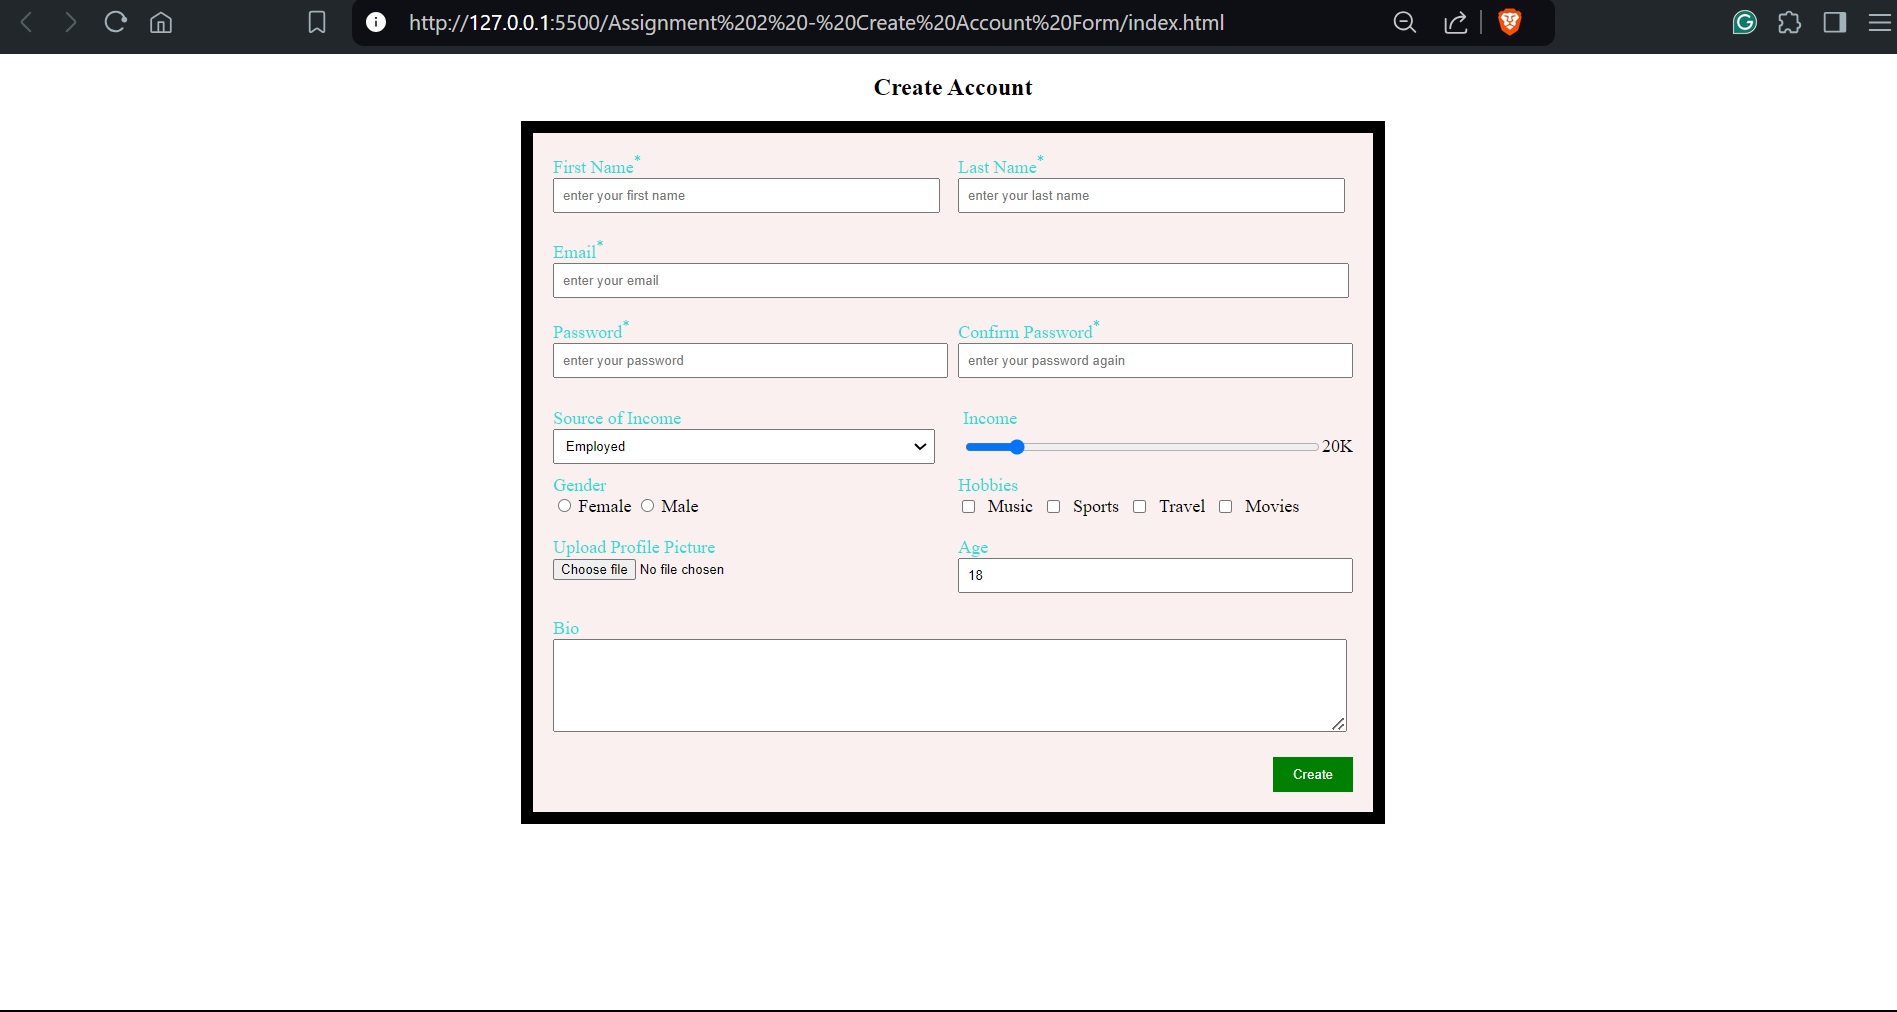 http://127.0.0.1:5500/Assignment%202%20-%20Create%20Account%20Form/index.html
Create Account
First Name* Last Name*
enter your first name enter your last name
Email*
enter your email
Password* Confirm Password*
enter your password enter your password again
Source of Income Income
Employed 20K
Gender Hobbies
Female Male Music Sports Travel Movies
Upload Profile Picture Age
Choose file No file chosen 18
Bio
Create